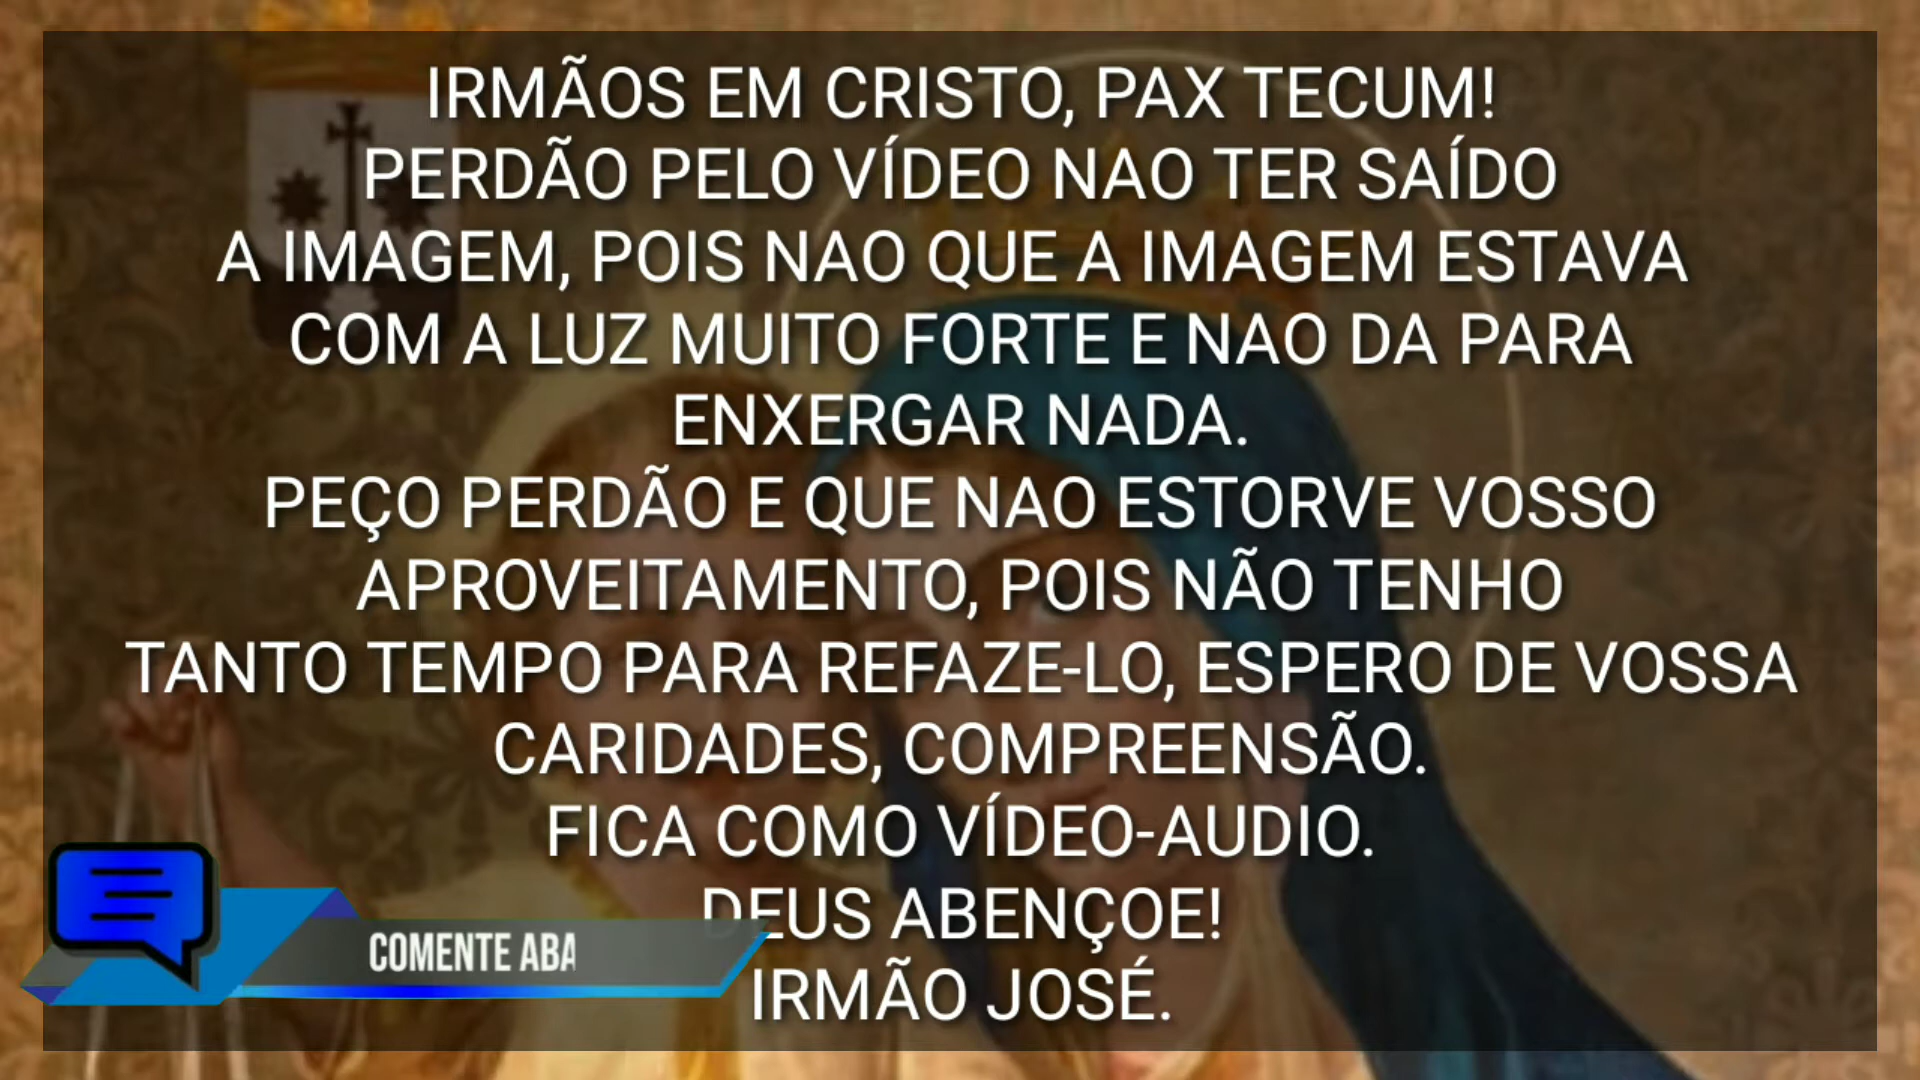 IRMÃOS EM CRISTO, PAX TECUM!
PERDÃO PELO VÍDEO NAO TER SAÍDO
A IMAGEM, POIS NAO QUE A IMAGEM ESTAVA
COM A LUZ MUITO FORTE E NAO DA PARA
ENXERGAR NADA.
PEÇO PERDÃO E QUE NAO ESTORVE VOSSO
APROVEITAMENTO, POIS NÃO TENHO
TANTO TEMPO PARA REFAZE-LO, ESPERO DE VOSSA
CARIDADES, COMPREENSÃO.
FICA COMO VÍDEO-AUDIO.
DEUS ABENÇOE!
COMENTE ABA
IRMÃO JOSÉ.